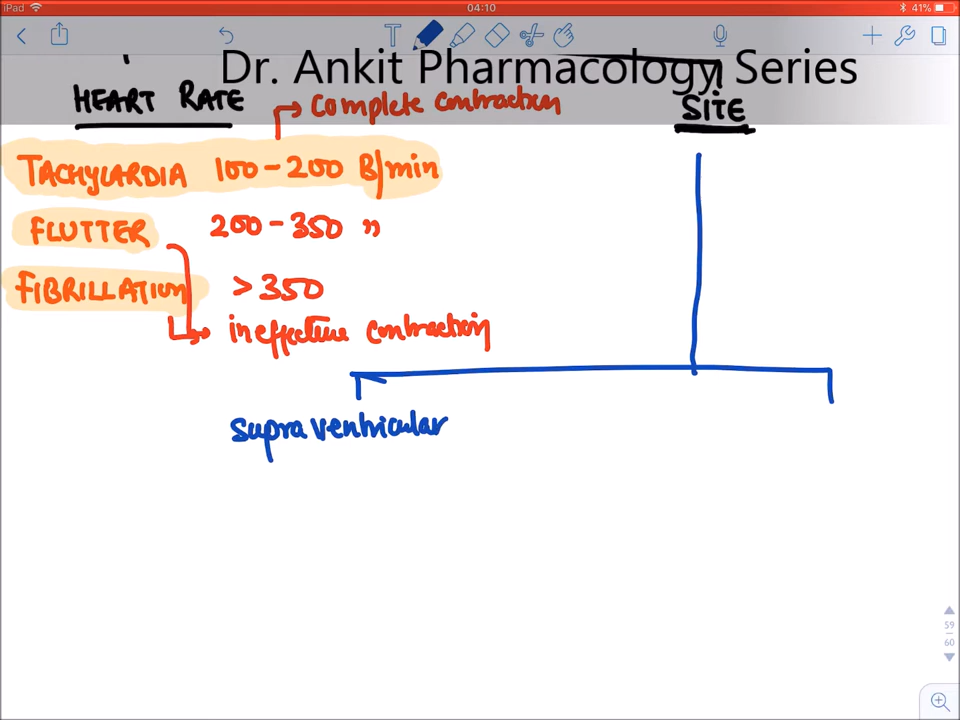 iPad 04:10 41%
T
Dr. Ankit Pharmacology Series
HEART RATE
Complete contraction
SITE
TACHYCARDIA 100-200 B/min
FLUTTER 200-350 "
FIBRILLATION >350
ineffective contraction
Supraventricular
59
60